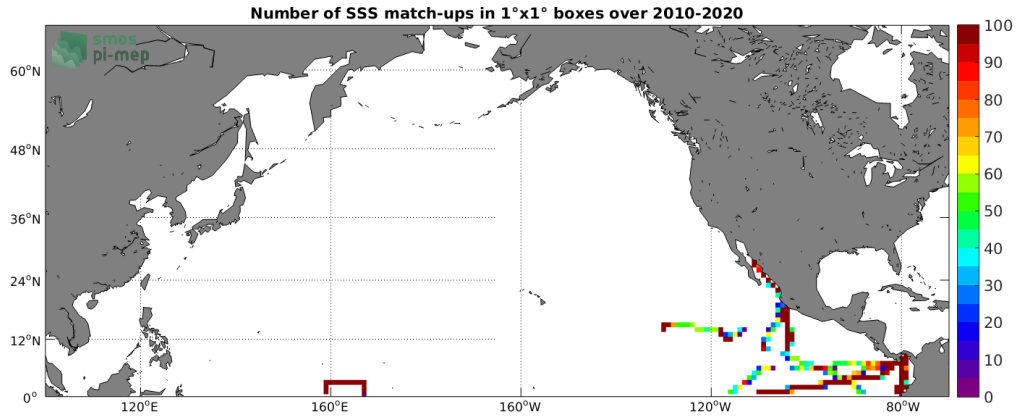 Number of SSS match-ups in 1°x1° boxes over 2010-2020
smos
pi-mep
60°N
48°N
36°N
24°N
12°N
0°
120°E
160°E
160°W
120°W
80°W
100
90
80
70
60
50
40
30
20
10
0